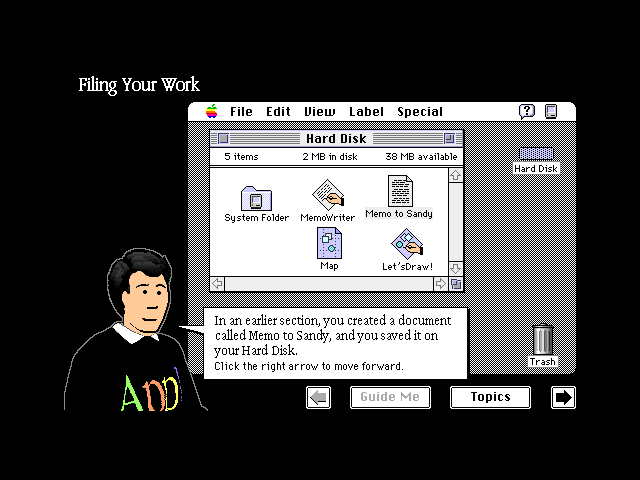 Filing Your Work
File Edit View Label Special
Hard Disk
5 items 2 MB in disk 38 MB available
Hard Disk
System Folder MemoWriter Memo to Sandy
Map Let'sDraw!
In an earlier section, you created a document
called Memo to Sandy, and you saved it on
your Hard Disk.
Click the right arrow to move forward.
Trash
App
Guide Me Topics